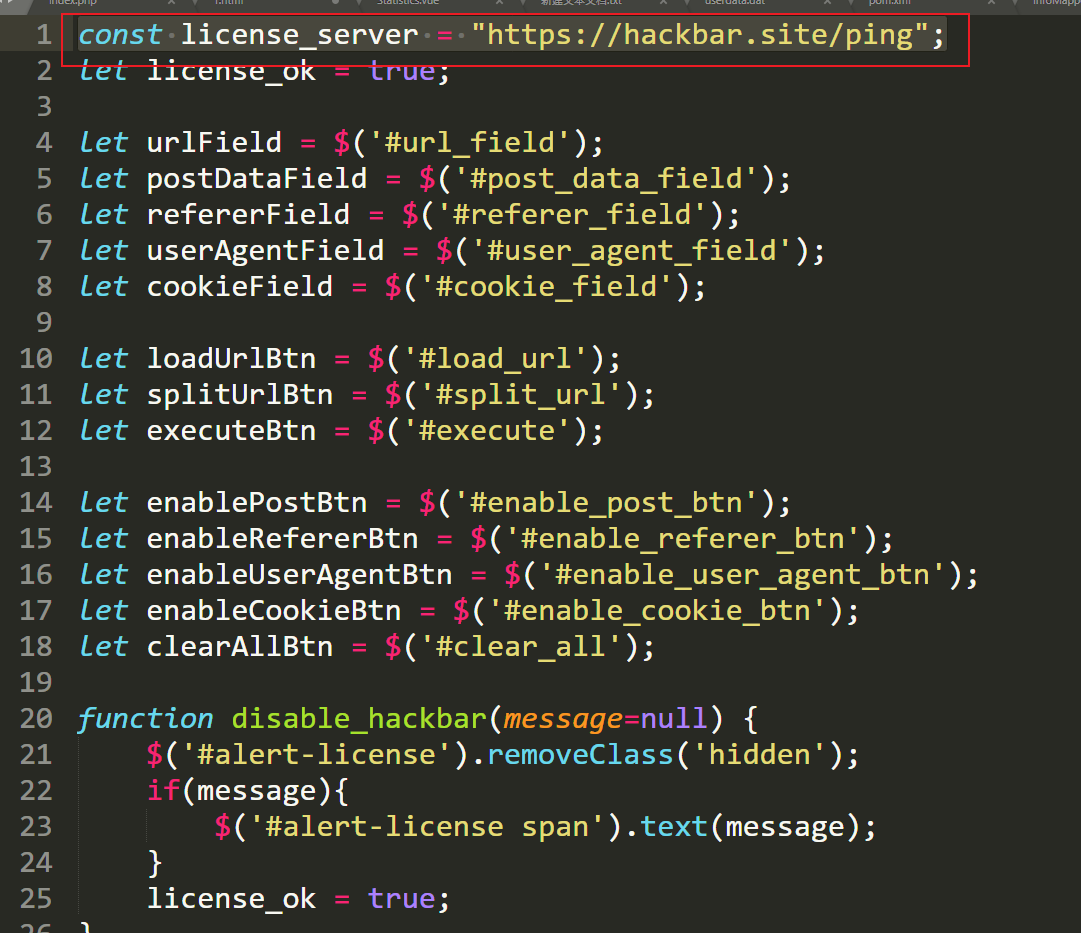 index.php 1.html Statistics.vue 新建文本文档.txt userdata.dat pom.xml infoMapp
1 const license_server = "https://hackbar.site/ping";
2 let license_ok = true;
3
4 let urlField = $('#url_field');
5 let postDataField = $('#post_data_field');
6 let refererField = $('#referer_field');
7 let userAgentField = $('#user_agent_field');
8 let cookieField = $('#cookie_field');
9
10 let loadUrlBtn = $('#load_url');
11 let splitUrlBtn = $('#split_url');
12 let executeBtn = $('#execute');
13
14 let enablePostBtn = $('#enable_post_btn');
15 let enableRefererBtn = $('#enable_referer_btn');
16 let enableUserAgentBtn = $('#enable_user_agent_btn');
17 let enableCookieBtn = $('#enable_cookie_btn');
18 let clearAllBtn = $('#clear_all');
19
20 function disable_hackbar(message=null) {
21 $('#alert-license').removeClass('hidden');
22 if(message){
23 $('#alert-license span').text(message);
24 }
25 license_ok = true;
26 }